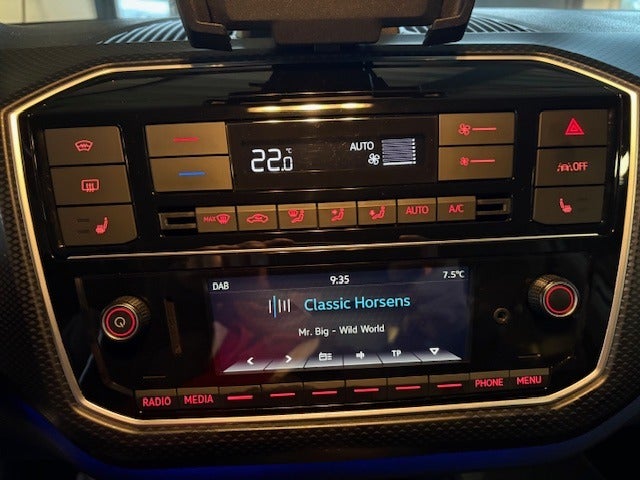 22.0 °C AUTO
OFF
MAX AUTO A/C
DAB 9:35 7.5°C
Classic Horsens
Mr. Big - Wild World
< > TP
RADIO MEDIA PHONE MENU